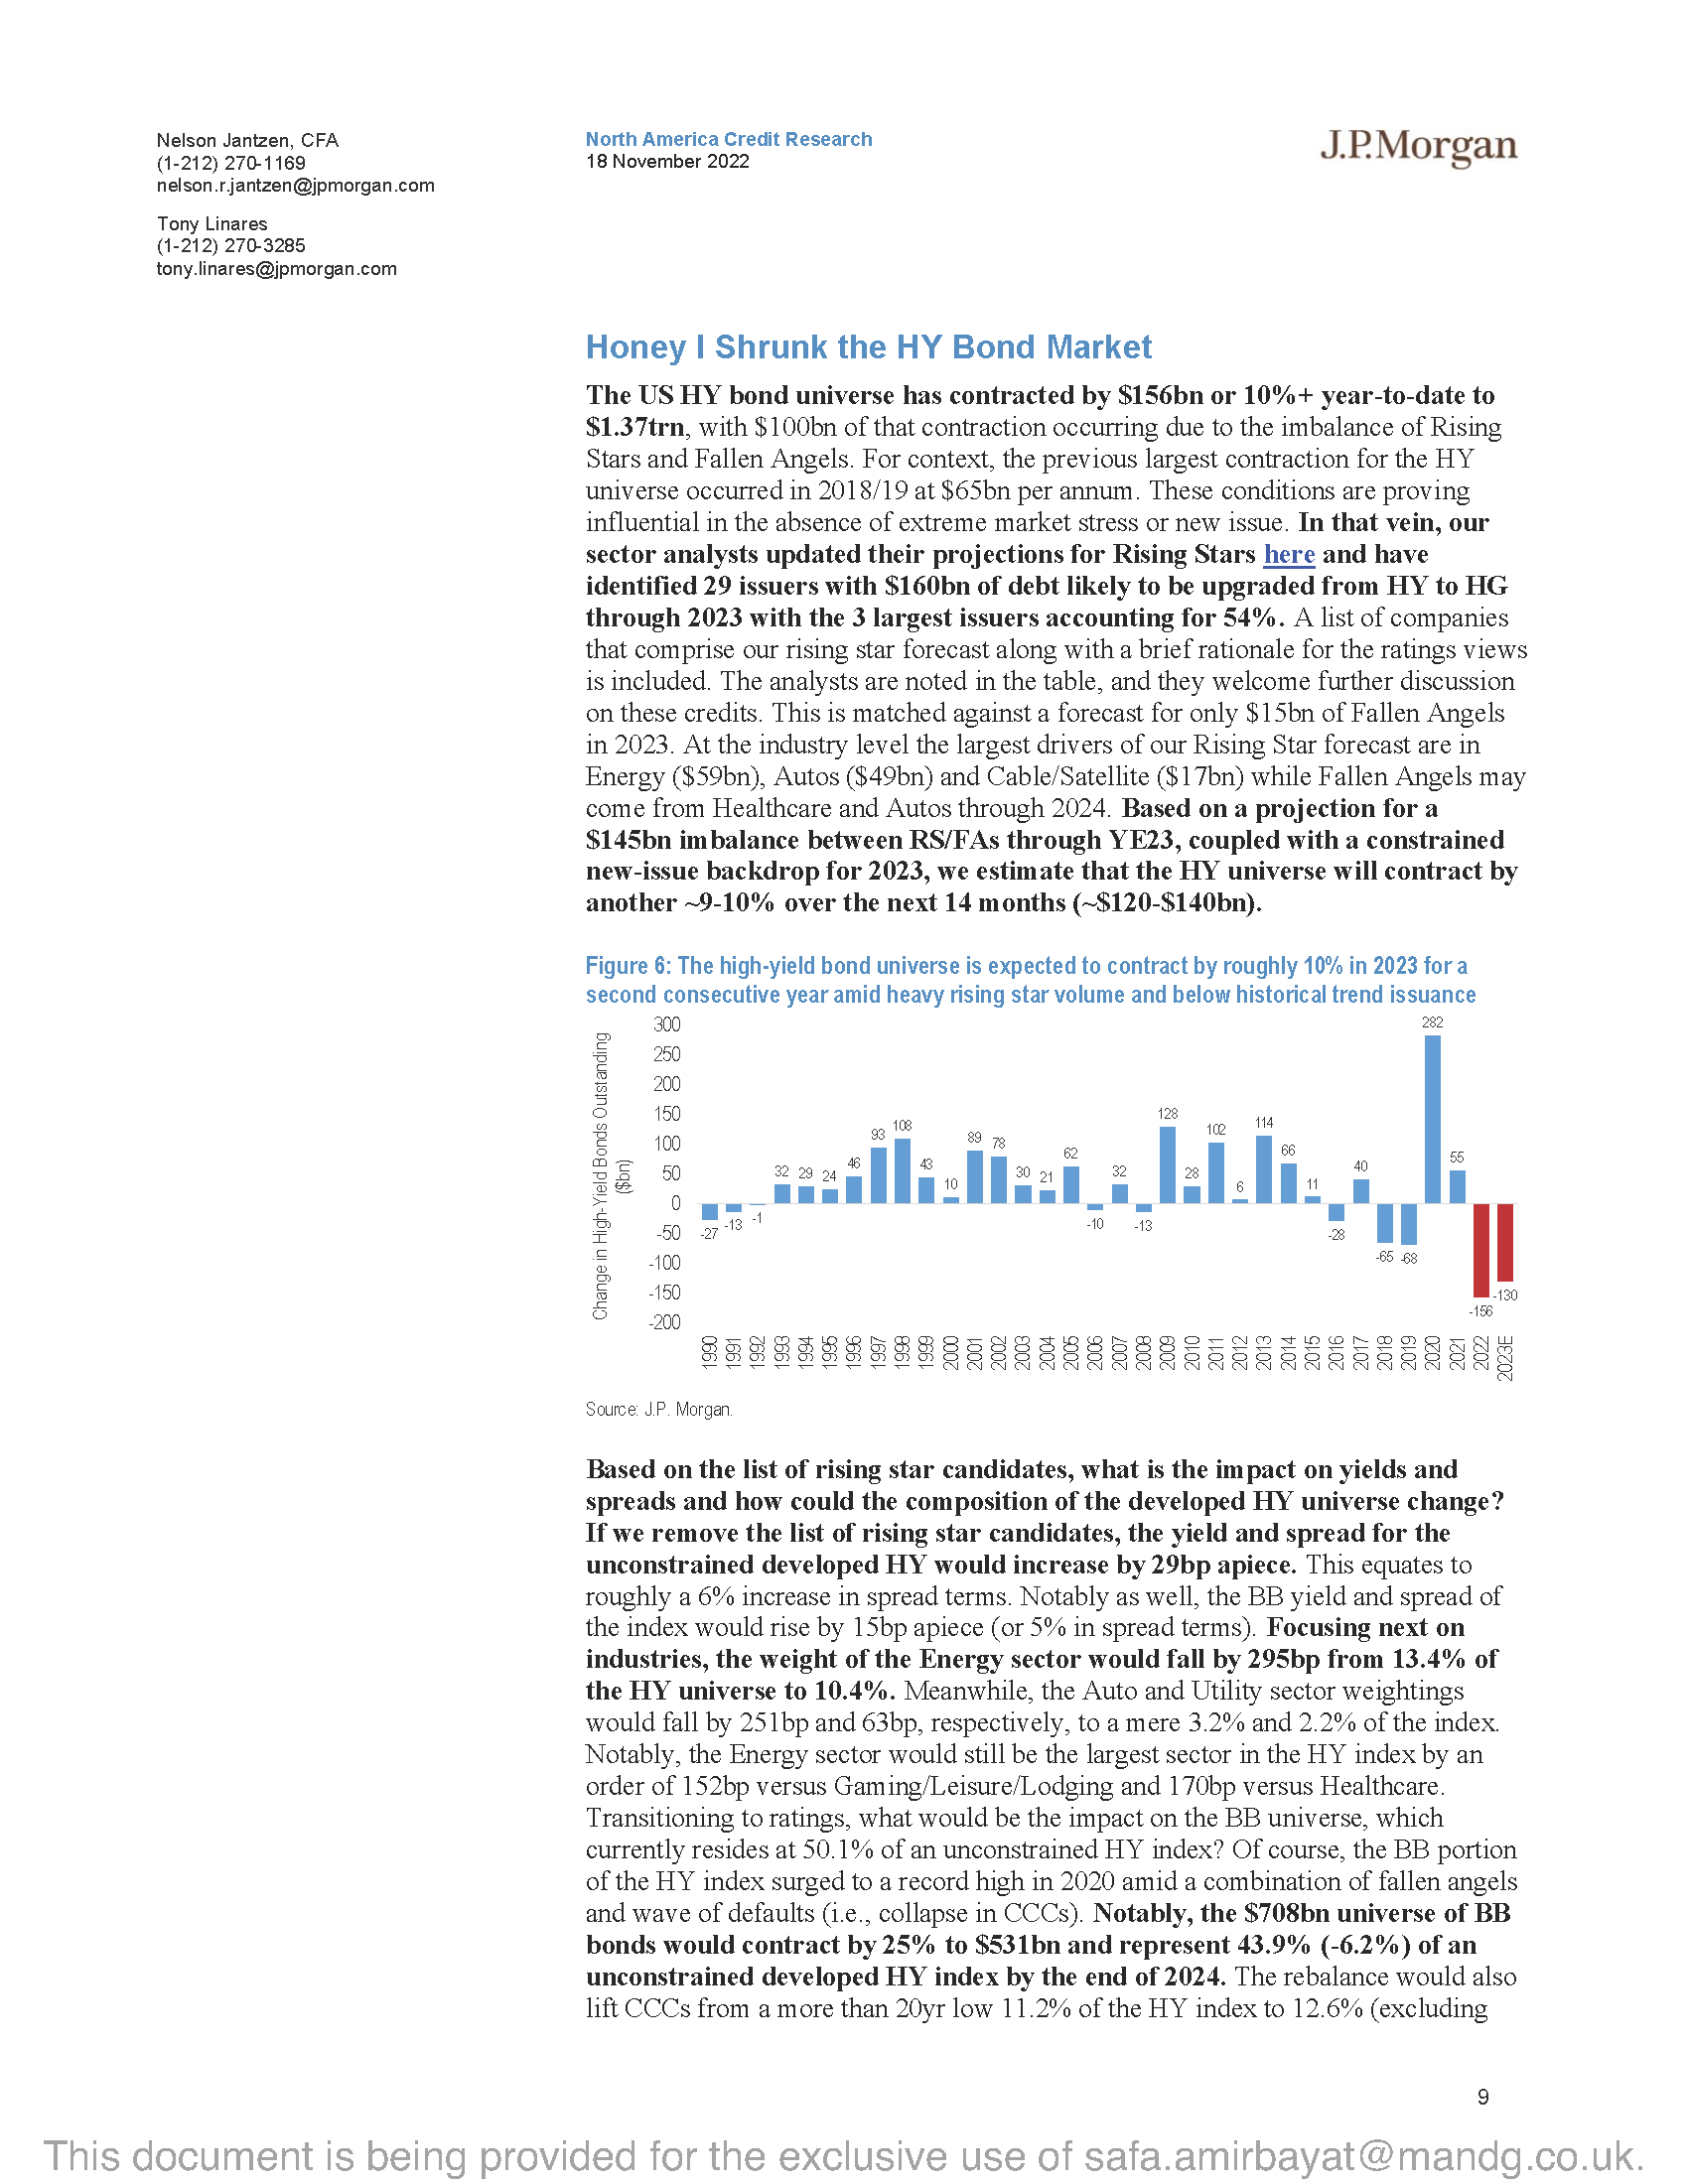 Nelson Jantzen, CFA
(1-212) 270-1169
nelson.r.jantzen@jpmorgan.com
Tony Linares
(1-212) 270-3285
tony.linares@jpmorgan.com
North America Credit Research
18 November 2022
J.P.Morgan
Honey I Shrunk the HY Bond Market
The US HY bond universe has contracted by $156bn or 10%+ year-to-date to
$1.37trn, with $100bn of that contraction occurring due to the imbalance of Rising
Stars and Fallen Angels. For context, the previous largest contraction for the HY
universe occurred in 2018/19 at $65bn per annum. These conditions are proving
influential in the absence of extreme market stress or new issue. In that vein, our
sector analysts updated their projections for Rising Stars here and have
identified 29 issuers with $160bn of debt likely to be upgraded from HY to HG
through 2023 with the 3 largest issuers accounting for 54%. A list of companies
that comprise our rising star forecast along with a brief rationale for the ratings views
is included. The analysts are noted in the table, and they welcome further discussion
on these credits. This is matched against a forecast for only $15bn of Fallen Angels
in 2023. At the industry level the largest drivers of our Rising Star forecast are in
Energy ($59bn), Autos ($49bn) and Cable/Satellite ($17bn) while Fallen Angels may
come from Healthcare and Autos through 2024. Based on a projection for a
$145bn imbalance between RS/FAs through YE23, coupled with a constrained
new-issue backdrop for 2023, we estimate that the HY universe will contract by
another ~9-10% over the next 14 months (~$120-$140bn).
Figure 6: The high-yield bond universe is expected to contract by roughly 10% in 2023 for a
second consecutive year amid heavy rising star volume and below historical trend issuance
Change in High-Yield Bonds Outstanding
($bn)
300
250
200
150
100
50
0
-50
-100
-150
-200
-27 -13 -1 32 29 24 46 93 108 43 10 89 78 30 21 62 -10 32 -13 128 28 102 6 114 66 11 -28 40 -65 -68 282 55 -156 -130
1990 1991 1992 1993 1994 1995 1996 1997 1998 1999 2000 2001 2002 2003 2004 2005 2006 2007 2008 2009 2010 2011 2012 2013 2014 2015 2016 2017 2018 2019 2020 2021 2022 2023E
Source: J.P. Morgan.
Based on the list of rising star candidates, what is the impact on yields and
spreads and how could the composition of the developed HY universe change?
If we remove the list of rising star candidates, the yield and spread for the
unconstrained developed HY would increase by 29bp apiece. This equates to
roughly a 6% increase in spread terms. Notably as well, the BB yield and spread of
the index would rise by 15bp apiece (or 5% in spread terms). Focusing next on
industries, the weight of the Energy sector would fall by 295bp from 13.4% of
the HY universe to 10.4%. Meanwhile, the Auto and Utility sector weightings
would fall by 251bp and 63bp, respectively, to a mere 3.2% and 2.2% of the index.
Notably, the Energy sector would still be the largest sector in the HY index by an
order of 152bp versus Gaming/Leisure/Lodging and 170bp versus Healthcare.
Transitioning to ratings, what would be the impact on the BB universe, which
currently resides at 50.1% of an unconstrained HY index? Of course, the BB portion
of the HY index surged to a record high in 2020 amid a combination of fallen angels
and wave of defaults (i.e., collapse in CCCs). Notably, the $708bn universe of BB
bonds would contract by 25% to $531bn and represent 43.9% (-6.2%) of an
unconstrained developed HY index by the end of 2024. The rebalance would also
lift CCCs from a more than 20yr low 11.2% of the HY index to 12.6% (excluding
9
This document is being provided for the exclusive use of safa.amirbayat@mandg.co.uk.